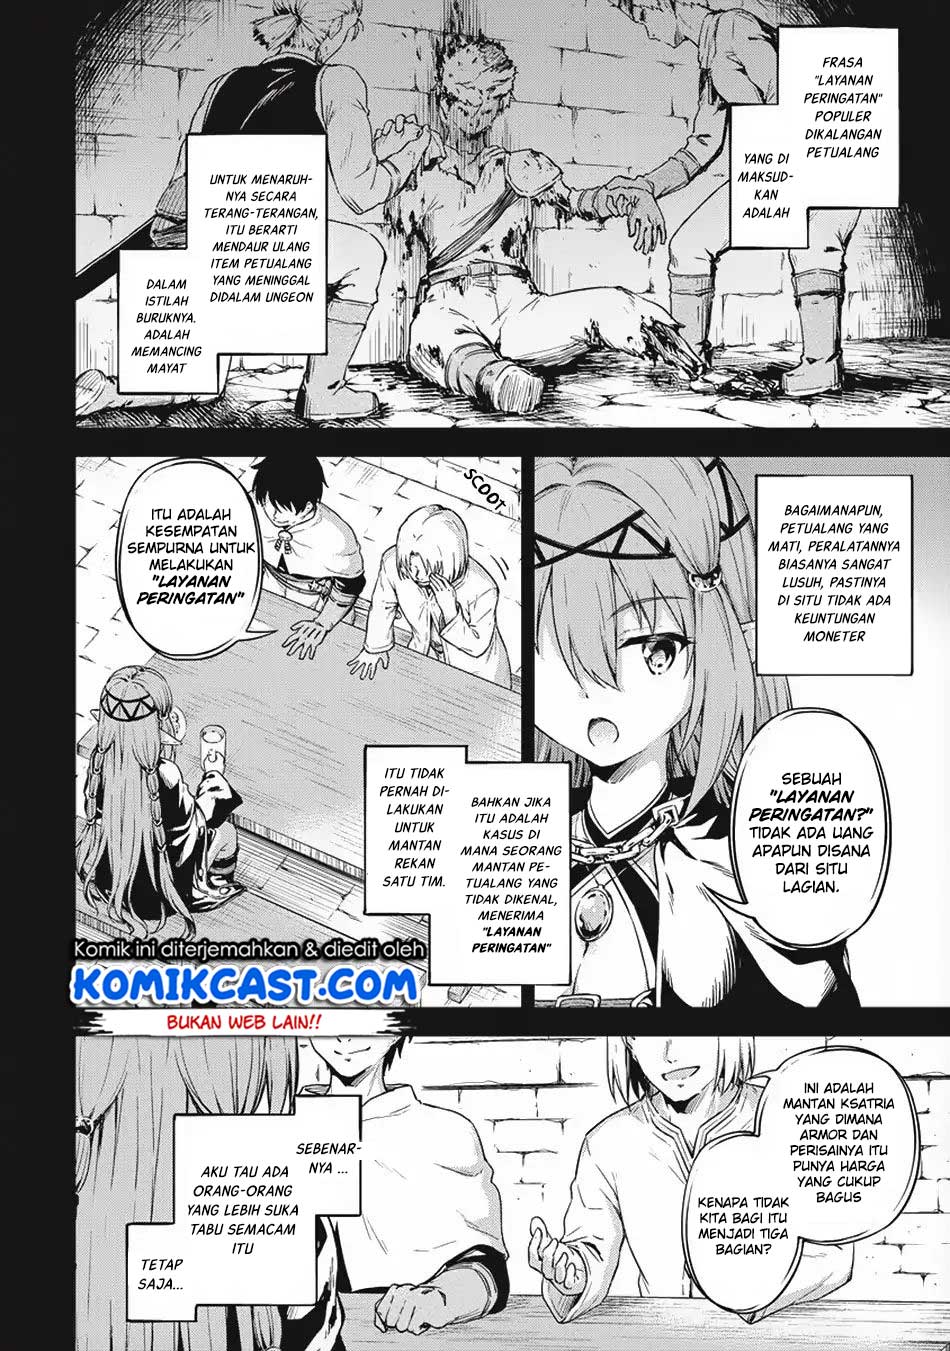 FRASA
"LAYANAN
PERINGATAN"
POPULER
DIKALANGAN
PETUALANG
YANG DI
MAKSUD-
KAN
ADALAH
UNTUK MENARUH-
NYA SECARA
TERANG-TERANGAN,
ITU BERARTI
MENDAUR ULANG
ITEM PETUALANG
YANG MENINGGAL
DIDALAM UNGEON
DALAM
ISTILAH
BURUKNYA.
ADALAH
MEMANCING
MAYAT
BAGAIMANAPUN,
PETUALANG YANG
MATI, PERALATANNYA
BIASANYA SANGAT
LUSUH, PASTINYA
DI SITU TIDAK ADA
KEUNTUNGAN
MONETER
SEBUAH
"LAYANAN
PERINGATAN?"
TIDAK ADA UANG
APAPUN DISANA
DARI SITU
LAGIAN.
SCOOT
ITU ADALAH
KESEMPATAN
SEMPURNA UNTUK
MELAKUKAN
"LAYANAN
PERINGATAN"
BAHKAN JIKA
ITU ADALAH
KASUS DI
MANA SEORANG
MANTAN PE-
TUALANG YANG
TIDAK DIKENAL,
MENERIMA
"LAYANAN
PERINGATAN"
ITU TIDAK
PERNAH DI-
LAKUKAN
UNTUK
MANTAN
REKAN
SATU TIM.
Komik ini diterjemahkan & diedit oleh
KOMIKCAST.COM
BUKAN WEB LAIN!!
INI ADALAH
MANTAN KSATRIA
YANG DIMANA
ARMOR DAN
PERISAINYA ITU
PUNYA HARGA
YANG CUKUP
BAGUS
KENAPA TIDAK
KITA BAGI ITU
MENJADI TIGA
BAGIAN?
SEBENAR-
NYA ...
AKU TAU ADA
ORANG-ORANG
YANG LEBIH SUKA
TABU SEMACAM
ITU
TETAP
SAJA...